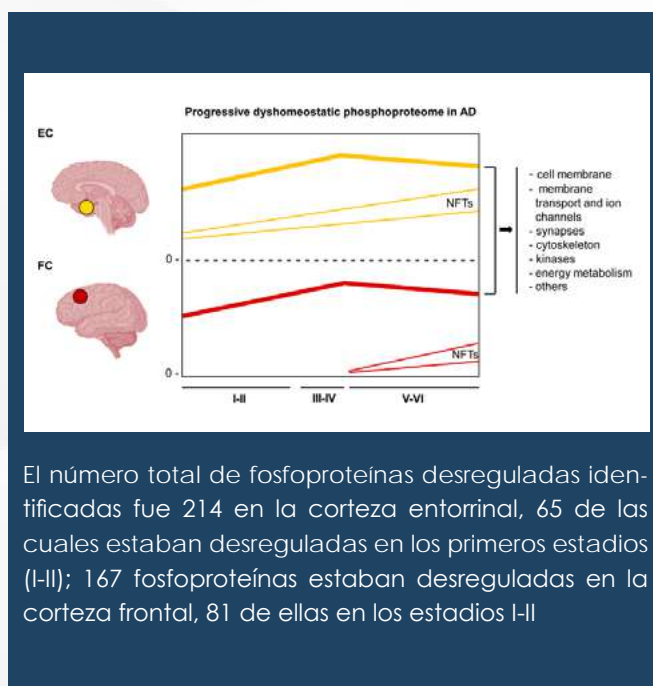 Progressive dyshomeostatic phosphoproteome in AD
EC
NFTs
0 -
FC
NFTs
0 -
I-II
III-IV
V-VI
- cell membrane
- membrane
transport and ion
channels
- synapses
- cytoskeleton
- kinases
- energy metabolism
- others
El número total de fosfoproteínas desreguladas iden-
tificadas fue 214 en la corteza entorrinal, 65 de las
cuales estaban desreguladas en los primeros estadios
(I-II); 167 fosfoproteínas estaban desreguladas en la
corteza frontal, 81 de ellas en los estadios I-II